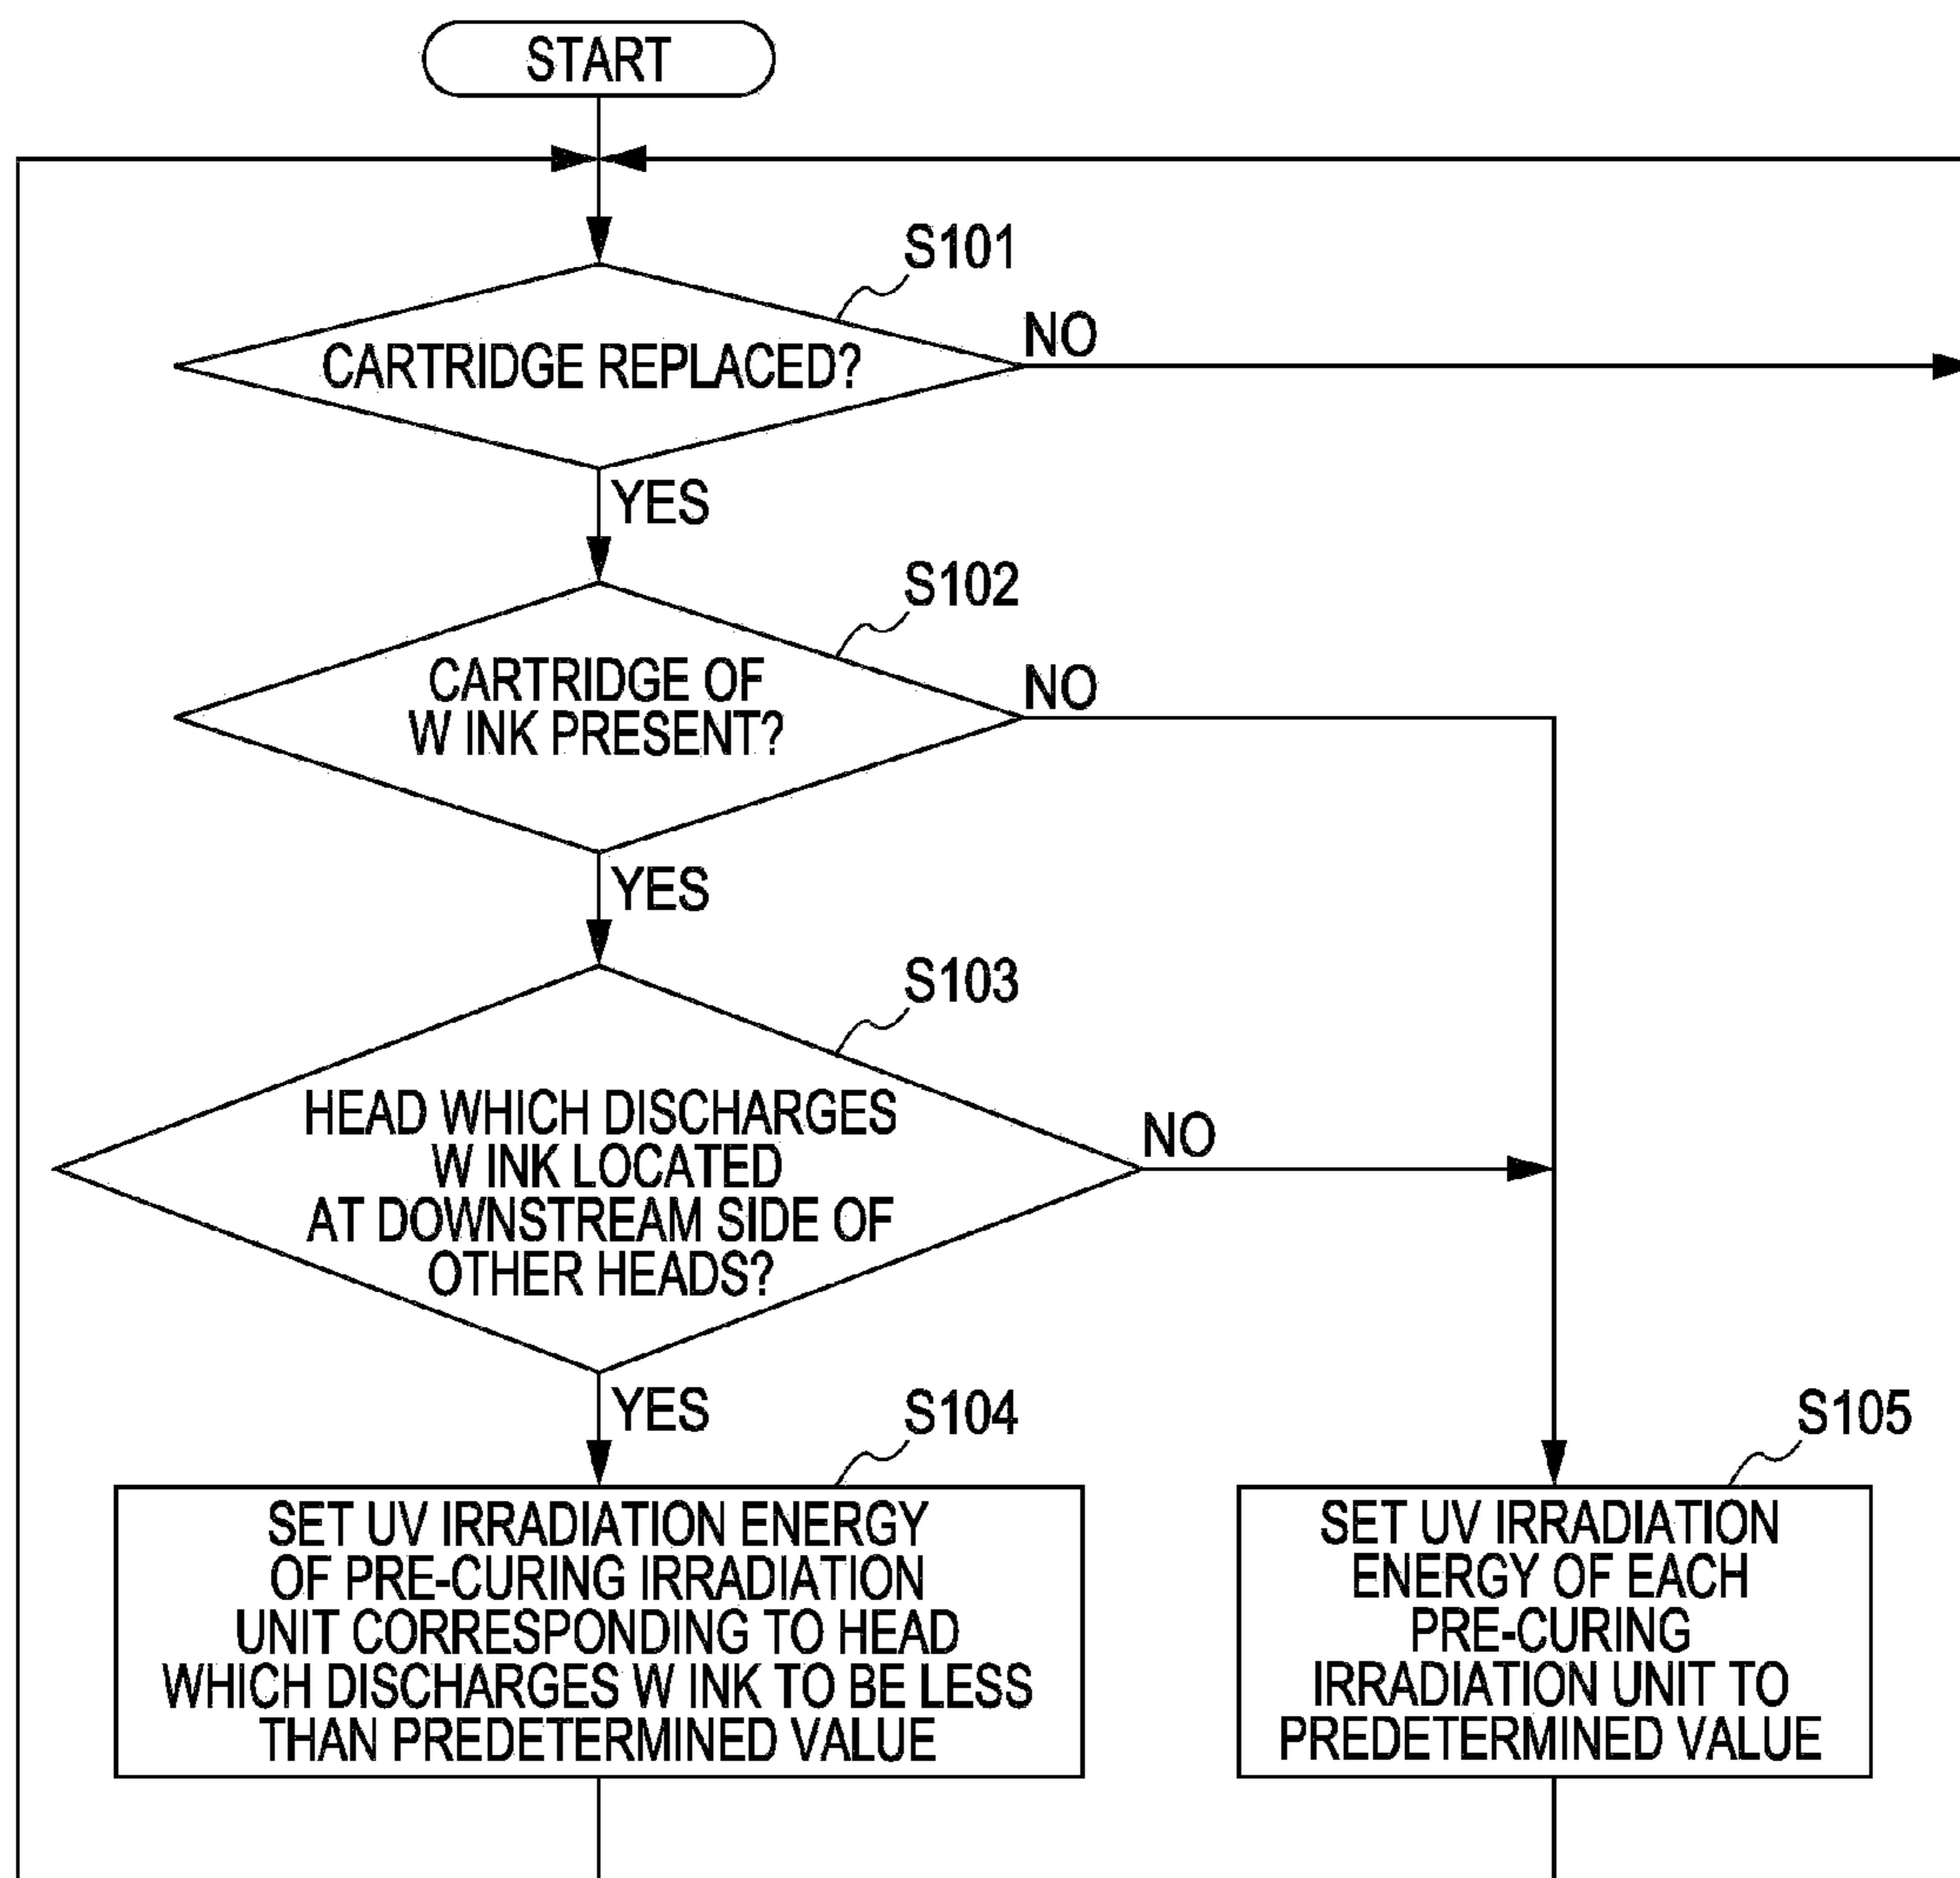 START
S101
CARTRIDGE REPLACED?
NO
YES
S102
CARTRIDGE OF
W INK PRESENT?
NO
YES
S103
HEAD WHICH DISCHARGES
W INK LOCATED
AT DOWNSTREAM SIDE OF
OTHER HEADS?
NO
YES
S104
SET UV IRRADIATION ENERGY
OF PRE-CURING IRRADIATION
UNIT CORRESPONDING TO HEAD
WHICH DISCHARGES W INK TO BE LESS
THAN PREDETERMINED VALUE
S105
SET UV IRRADIATION
ENERGY OF EACH
PRE-CURING
IRRADIATION UNIT TO
PREDETERMINED VALUE